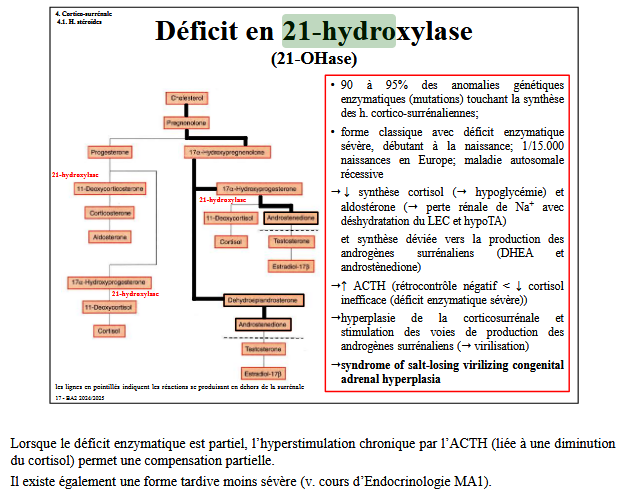 4. Cortico-surrénale
4.1. H. stéroïdes
Déficit en 21-hydroxylase
(21-OHase)
Cholesterol
Pregnenolone
Progesterone
17α-Hydroxypregnenolone
21-hydroxylase
11-Deoxycorticosterone
17α-Hydroxyprogesterone
21-hydroxylase
Corticosterone
11-Deoxycortisol
Androstenedione
Aldosterone
Cortisol
Testosterone
Estradiol-17β
17α-Hydroxyprogesterone
21-hydroxylase
11-Deoxycortisol
Dehydroepiandrosterone
Cortisol
Androstenedione
Testosterone
Estradiol-17β
les lignes en pointillés indiquent les réactions se produisant en dehors de la surrénale
17 - BA2 2024/2025
• 90 à 95% des anomalies génétiques
enzymatiques (mutations) touchant la synthèse
des h. cortico-surrénaliennes;
• forme classique avec déficit enzymatique
sévère, débutant à la naissance; 1/15.000
naissances en Europe; maladie autosomale
récessive
→↓ synthèse cortisol (→ hypoglycémie) et
aldostérone (→ perte rénale de Na⁺ avec
déshydratation du LEC et hypoTA)
et synthèse déviée vers la production des
androgènes surrénaliens (DHEA et
androstènedione)
→↑ ACTH (rétrocontrôle négatif < ↓ cortisol
inefficace (déficit enzymatique sévère))
→hyperplasie de la corticosurrénale et
stimulation des voies de production des
androgènes surrénaliens (→ virilisation)
→syndrome of salt-losing virilizing congenital
adrenal hyperplasia
Lorsque le déficit enzymatique est partiel, l’hyperstimulation chronique par l’ACTH (liée à une diminution
du cortisol) permet une compensation partielle.
Il existe également une forme tardive moins sévère (v. cours d’Endocrinologie MA1).